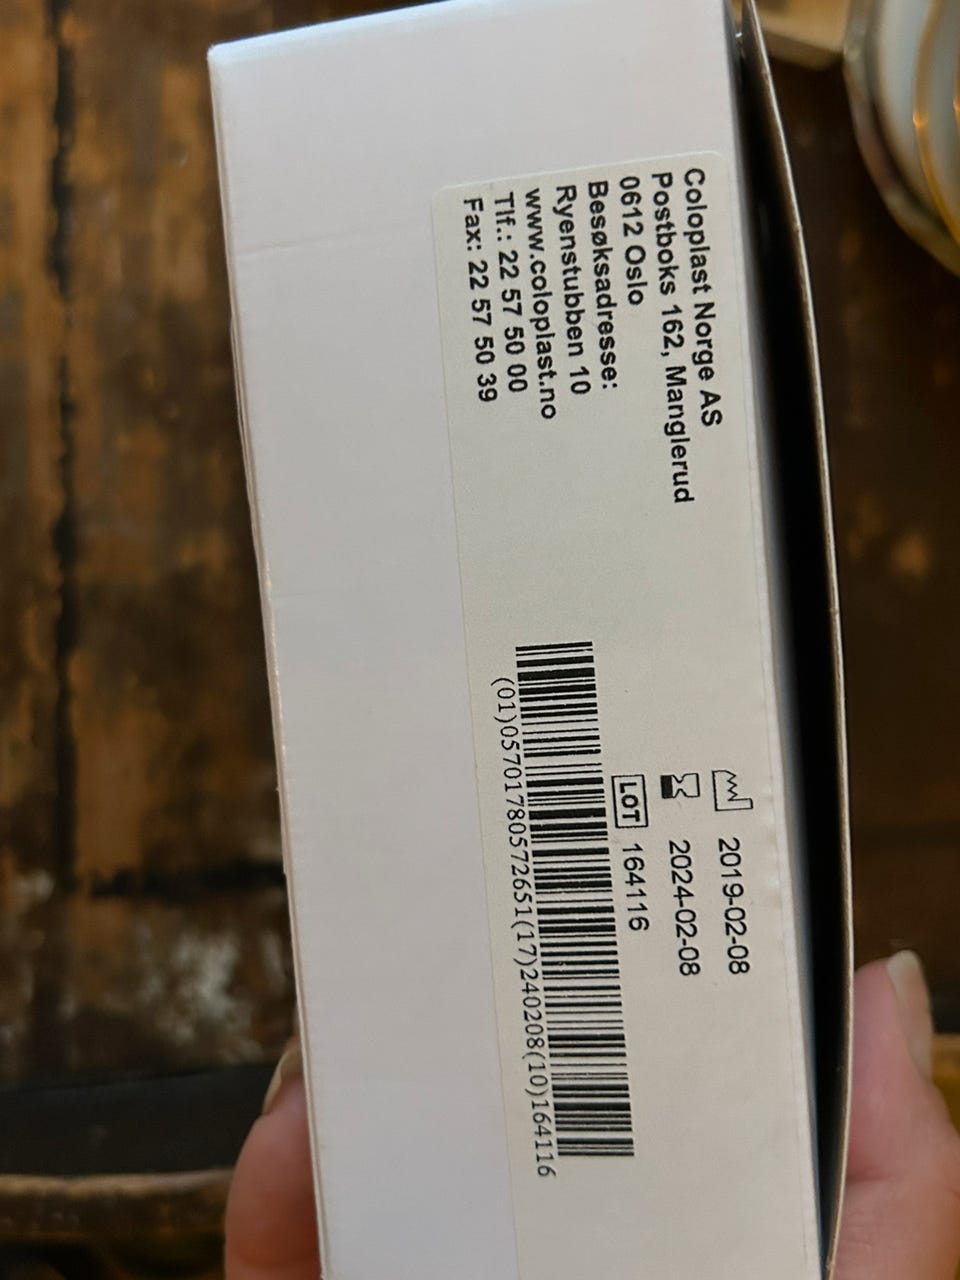 Coloplast Norge AS
Postboks 162, Manglerud
0612 Oslo
Besøksadresse:
Ryenstubben 10
www.coloplast.no
Tlf.: 22 57 50 00
Fax: 22 57 50 39
2019-02-08
2024-02-08
LOT 164116
(01)05701780572651(17)240208(10)164116